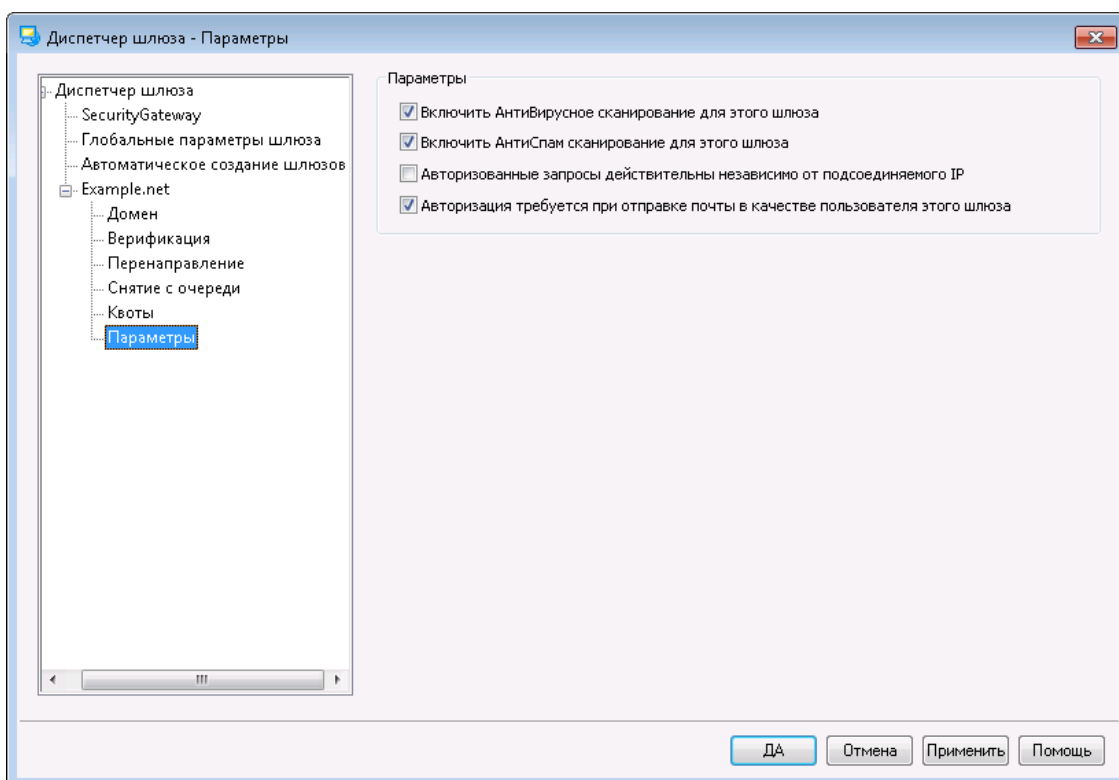 Диспетчер шлюза - Параметры
Диспетчер шлюза
SecurityGateway
Глобальные параметры шлюза
Автоматическое создание шлюзов
Example.net
Домен
Верификация
Перенаправление
Снятие с очереди
Квоты
Параметры
Параметры
Включить АнтиВирусное сканирование для этого шлюза
Включить АнтиСпам сканирование для этого шлюза
Авторизованные запросы действительны независимо от подсоединяемого IP
Авторизация требуется при отправке почты в качестве пользователя этого шлюза
ДА
Отмена
Применить
Помощь